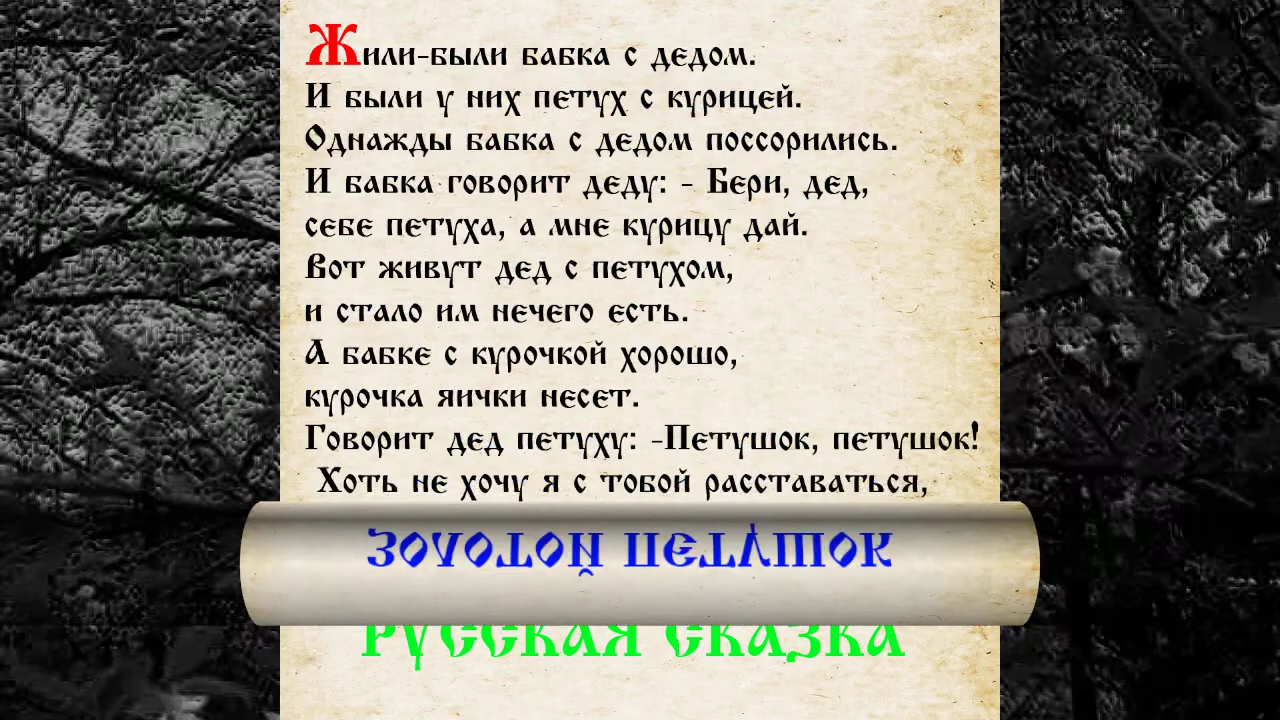 Жили-были бабка с дедом.
И были у них петух с курицей.
Однажды бабка с дедом поссорились.
И бабка говорит деду: - Бери, дед,
себе петуха, а мне курицу дай.
Вот живут дед с петухом,
и стало им нечего есть.
А бабке с курочкой хорошо,
курочка яички несет.
Говорит дед петуху: -Петушок, петушок!
Хоть не хочу я с тобой расставаться,
ЗОЛОТОЙ ПЕТУШОК
РУССКАЯ СКАЗКА